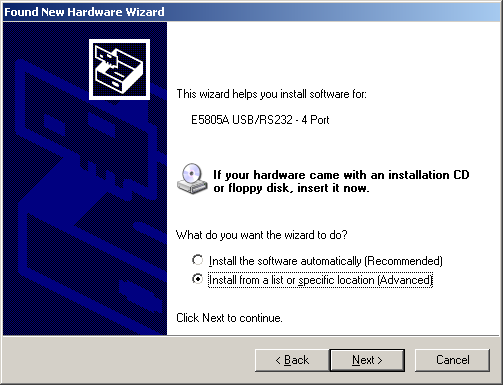 Found New Hardware Wizard
This wizard helps you install software for:
E5805A USB/RS232 - 4 Port
If your hardware came with an installation CD
or floppy disk, insert it now.
What do you want the wizard to do?
Install the software automatically (Recommended)
Install from a list or specific location (Advanced)
Click Next to continue.
< Back
Next >
Cancel